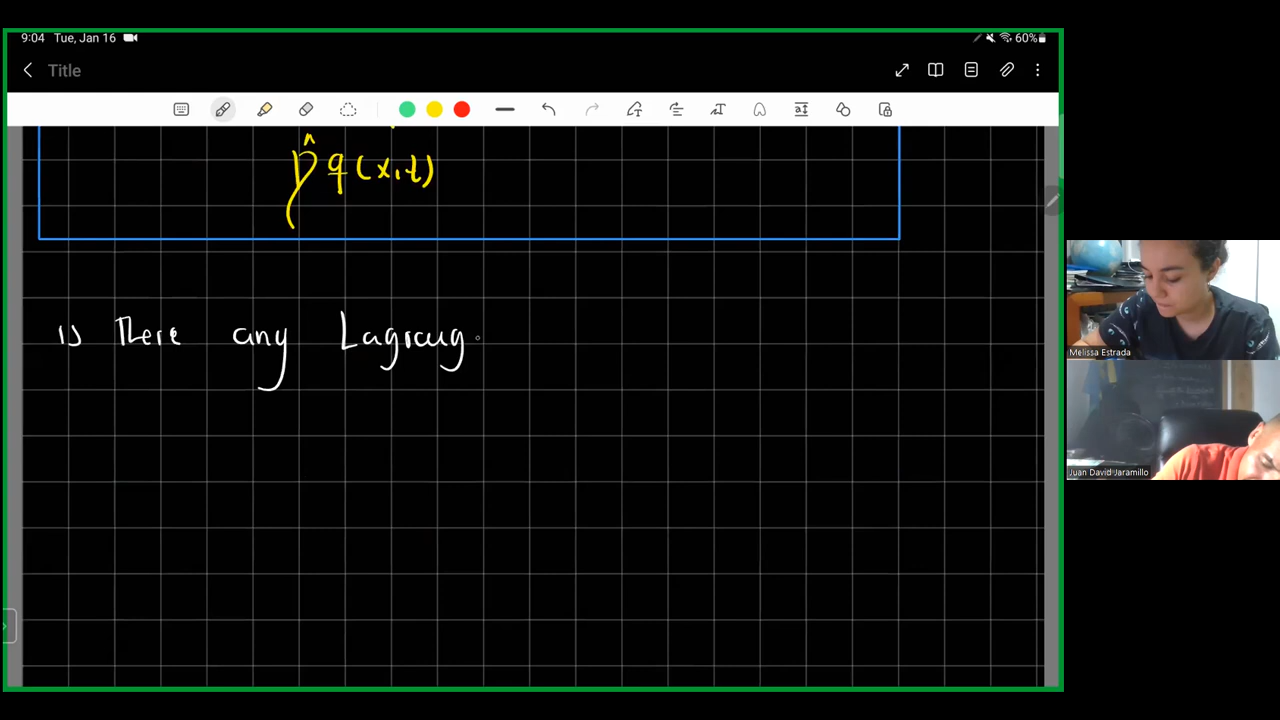 9:04 Tue, Jan 16 60%
Title
p̂ q(x,t)
is there any Lagrang
Melissa Estrada
Juan David Jaramillo